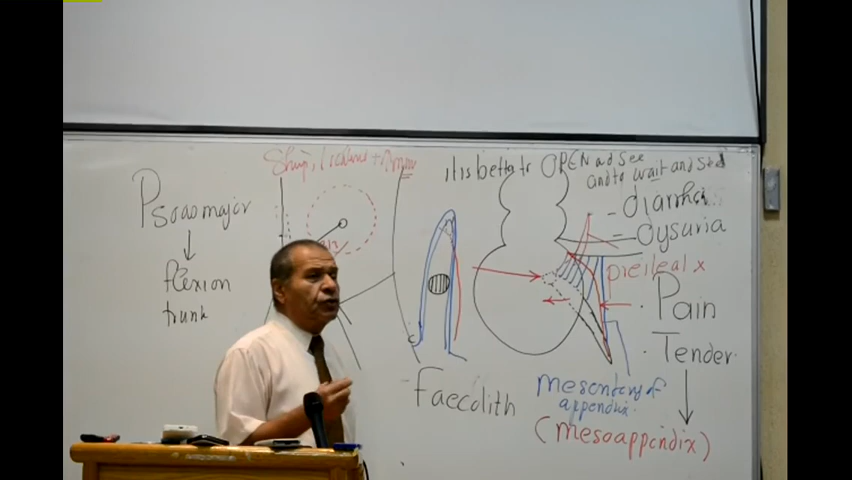 it is better to OPEN and see
and to wait and see
Psoas major
flexion
trunk
- diarrhea
= dysuria
preileal x
. Pain
. Tender.
Faecolith
mesentery of
appendix.
(mesoappendix)